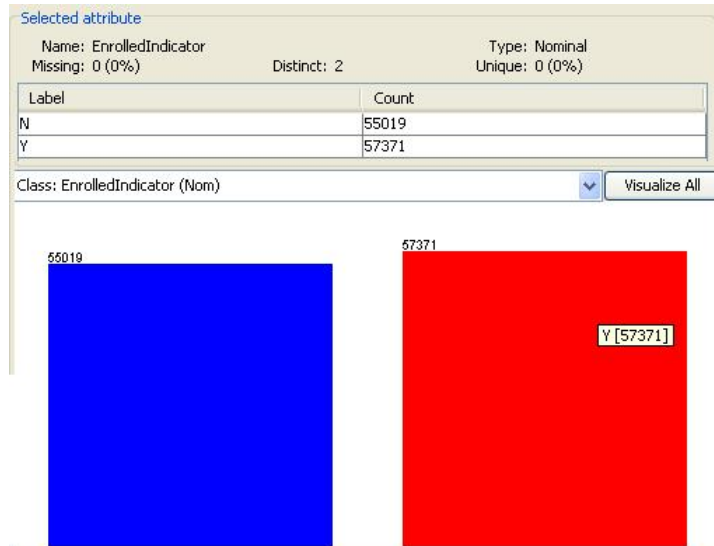 Selected attribute
Name: EnrolledIndicator Type: Nominal
Missing: 0 (0%) Distinct: 2 Unique: 0 (0%)
Label Count
N 55019
Y 57371
Class: EnrolledIndicator (Nom) Visualize All
57371
55019
Y [57371]